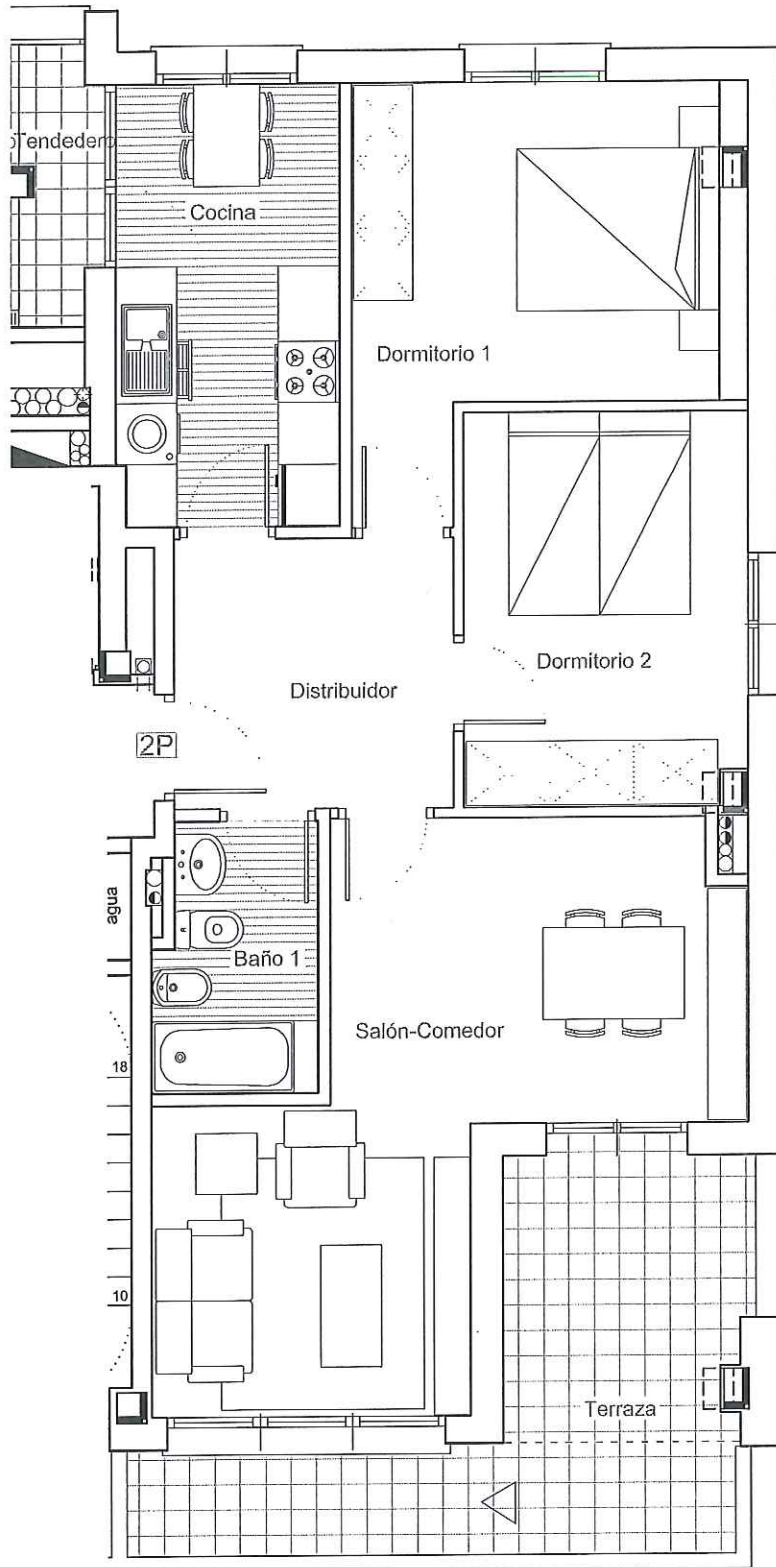 Tendedero
Cocina
Dormitorio 1
Dormitorio 2
Distribuidor
2P
agua
Baño 1
Salón-Comedor
18
10
Terraza